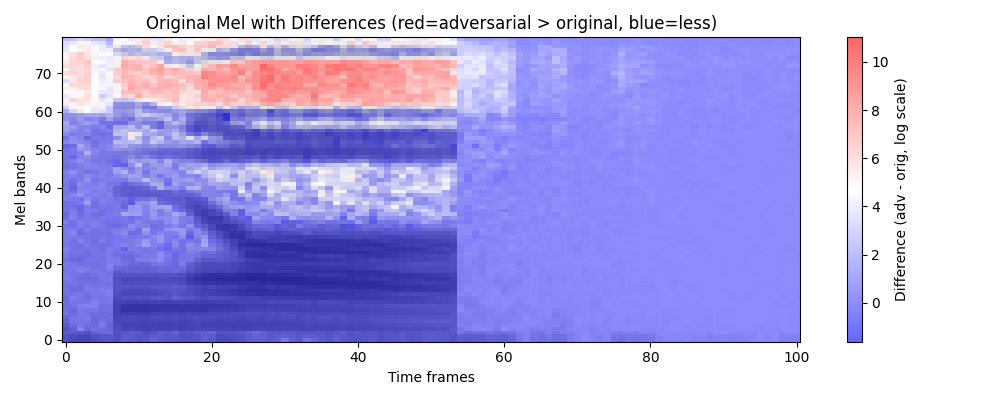 Original Mel with Differences (red=adversarial > original, blue=less)
Mel bands
70
60
50
40
30
20
10
0
0 20 40 60 80 100
Time frames
10
8
6
4
2
0
Difference (adv - orig, log scale)